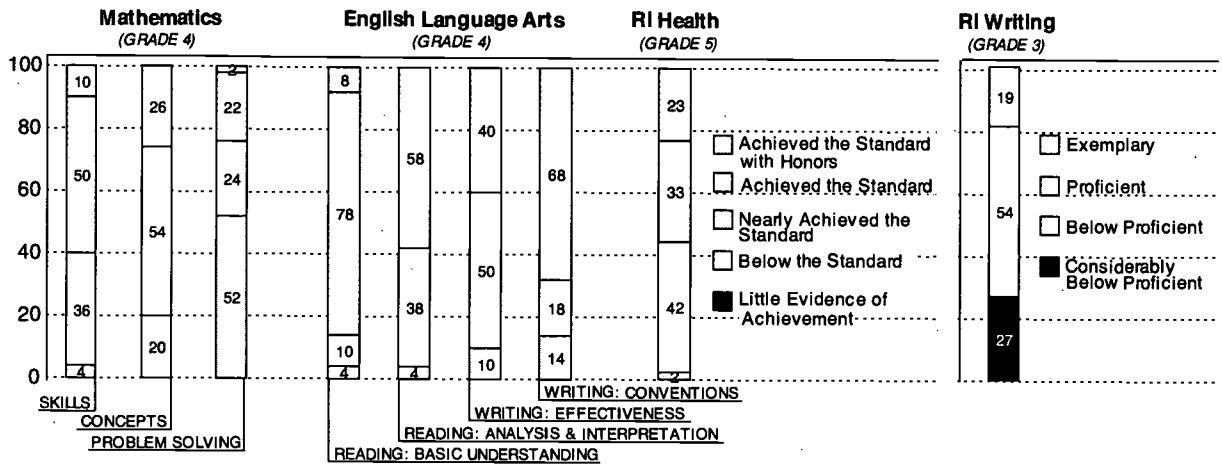 Mathematics
(GRADE 4)
English Language Arts
(GRADE 4)
RI Health
(GRADE 5)
RI Writing
(GRADE 3)
100
80
60
40
20
0
10
50
36
4
26
54
20
2
22
24
52
8
78
10
4
58
38
4
40
50
10
68
18
14
23
33
42
2
19
54
27
Achieved the Standard
with Honors
Achieved the Standard
Nearly Achieved the
Standard
Below the Standard
Little Evidence of
Achievement
Exemplary
Proficient
Below Proficient
Considerably
Below Proficient
SKILLS
CONCEPTS
PROBLEM SOLVING
WRITING: CONVENTIONS
WRITING: EFFECTIVENESS
READING: ANALYSIS & INTERPRETATION
READING: BASIC UNDERSTANDING